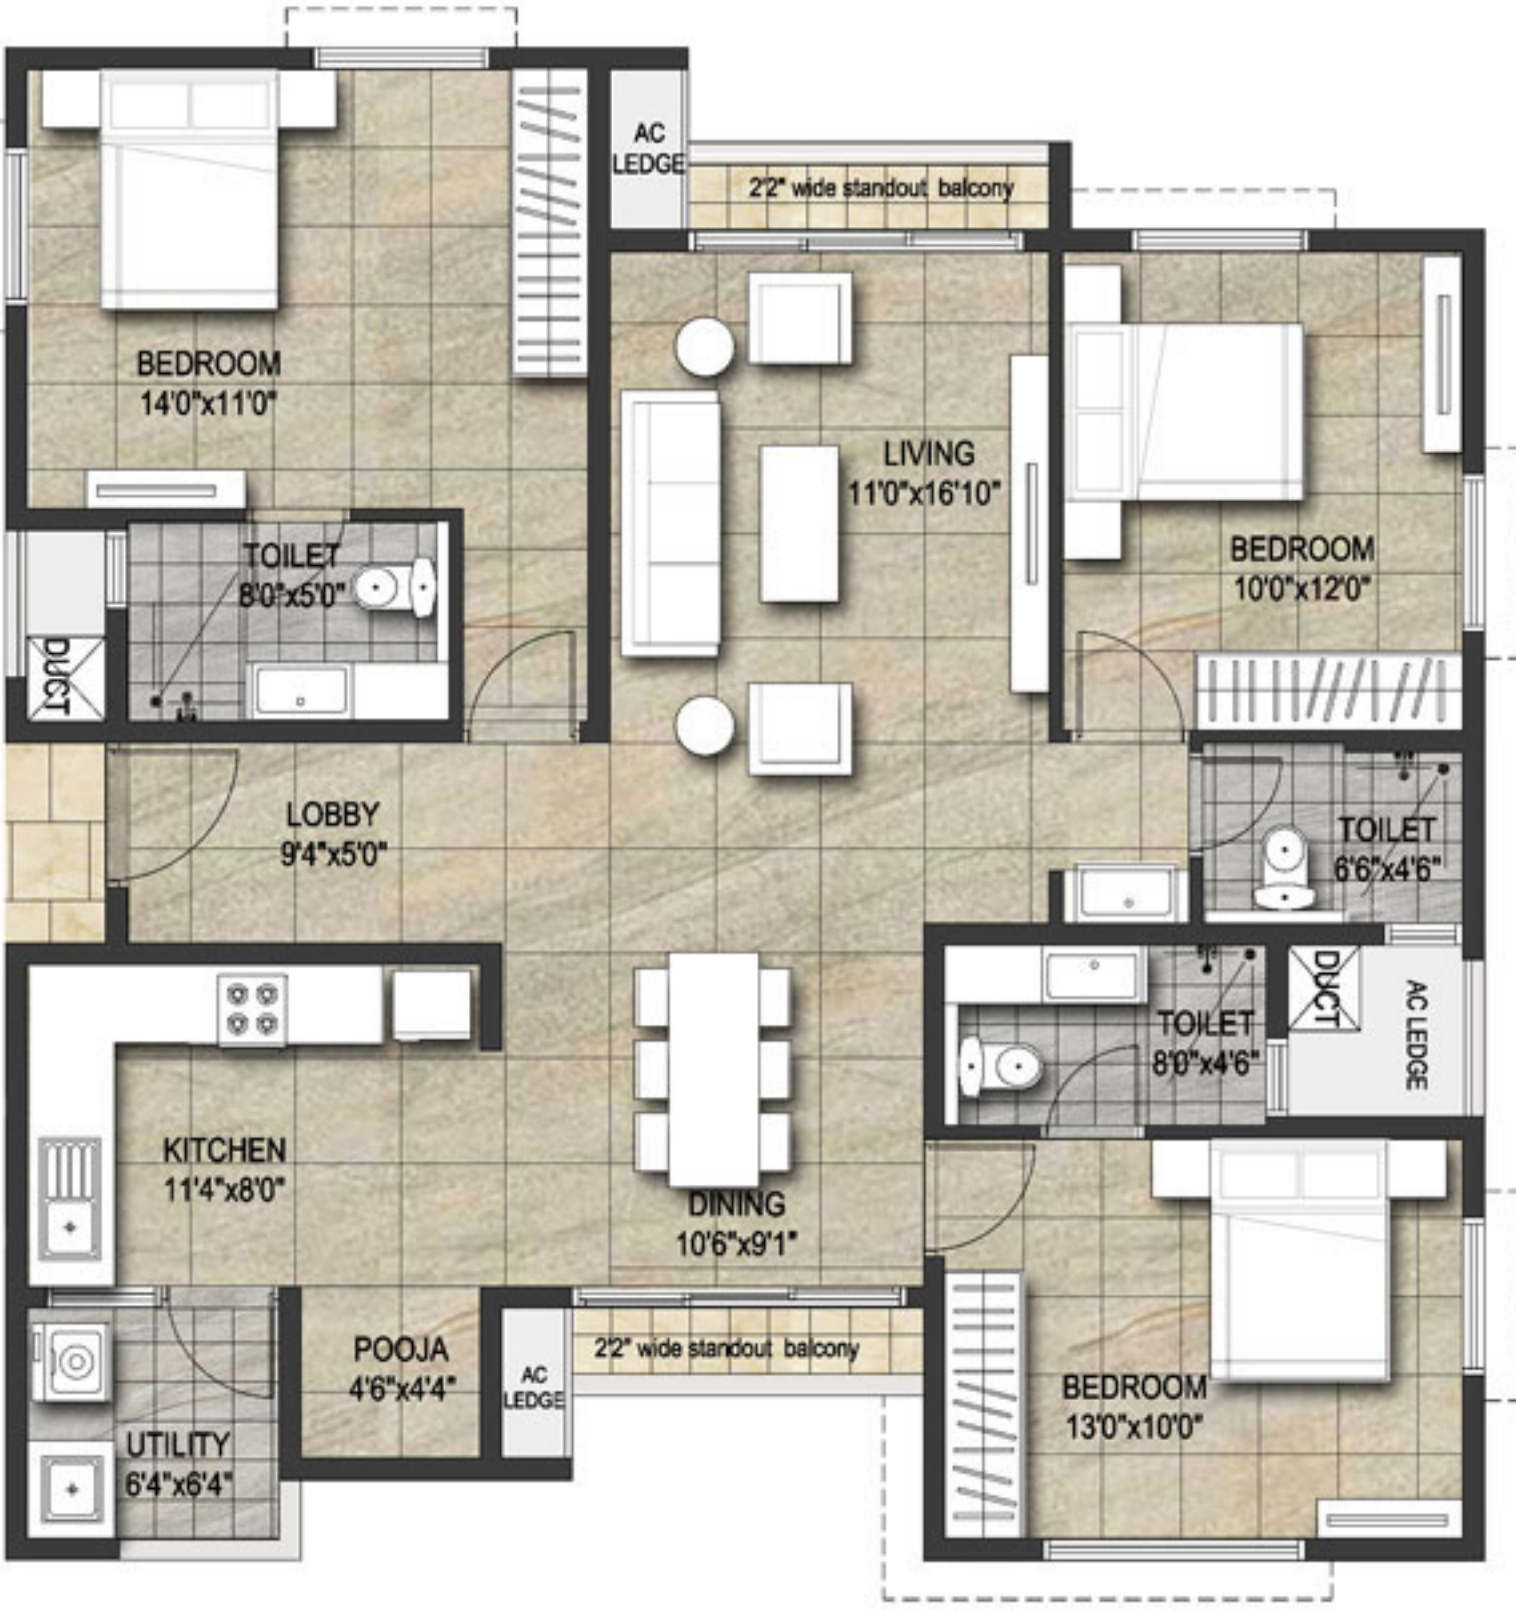 AC
LEDGE
2'2" wide standout balcony
BEDROOM
14'0"x11'0"
LIVING
11'0"x16'10"
BEDROOM
10'0"x12'0"
TOILET
8'0"x5'0"
DUCT
LOBBY
9'4"x5'0"
TOILET
6'6"x4'6"
DUCT
AC LEDGE
TOILET
8'0"x4'6"
KITCHEN
11'4"x8'0"
DINING
10'6"x9'1"
POOJA
4'6"x4'4"
AC
LEDGE
2'2" wide standout balcony
BEDROOM
13'0"x10'0"
UTILITY
6'4"x6'4"